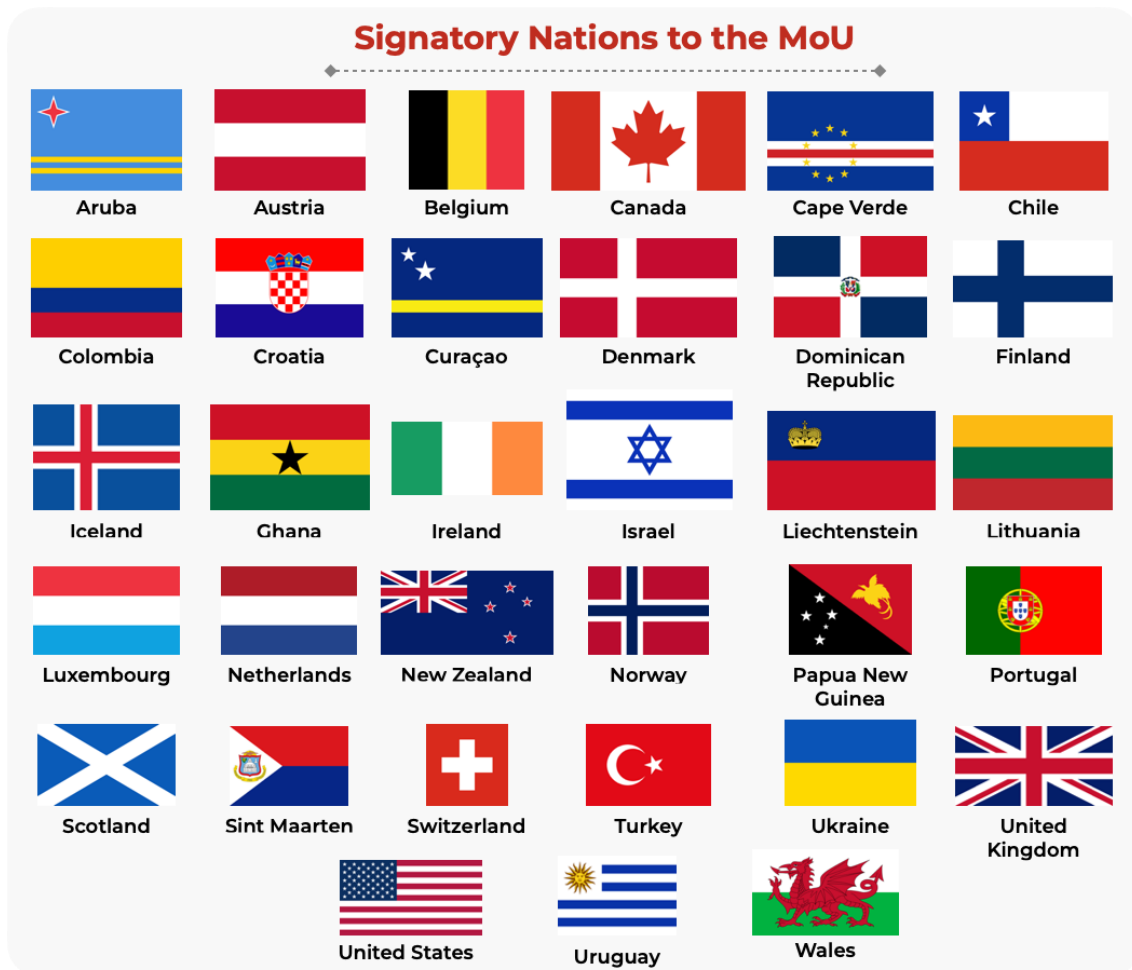 Signatory Nations to the MoU
Aruba
Austria
Belgium
Canada
Cape Verde
Chile
Colombia
Croatia
Curaçao
Denmark
Dominican
Republic
Finland
Iceland
Ghana
Ireland
Israel
Liechtenstein
Lithuania
Luxembourg
Netherlands
New Zealand
Norway
Papua New
Guinea
Portugal
Scotland
Sint Maarten
Switzerland
Turkey
Ukraine
United
Kingdom
United States
Uruguay
Wales